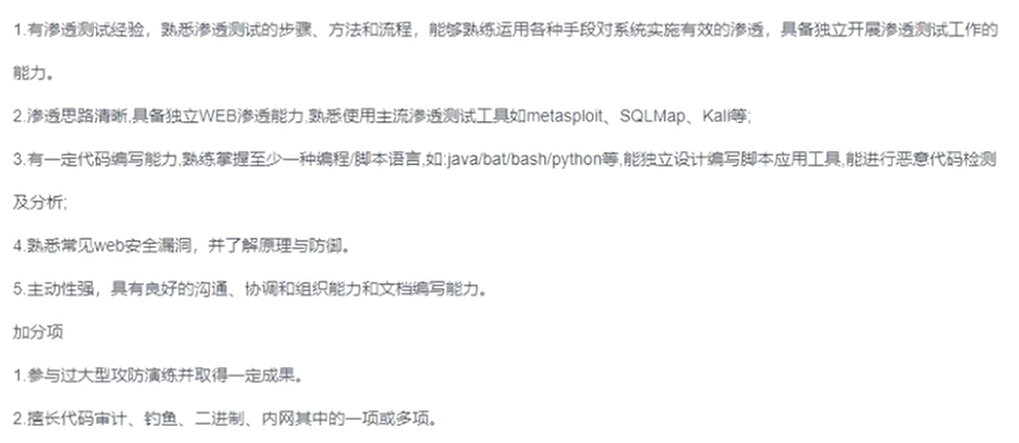 1.有渗透测试经验，熟悉渗透测试的步骤、方法和流程，能够熟练运用各种手段对系统实施有效的渗透，具备独立开展渗透测试工作的
能力。
2.渗透思路清晰,具备独立WEB渗透能力,熟悉使用主流渗透测试工具如metasploit、SQLMap、Kali等;
3.有一定代码编写能力,熟练掌握至少一种编程/脚本语言,如:java/bat/bash/python等,能独立设计编写脚本应用工具,能进行恶意代码检测
及分析;
4.熟悉常见web安全漏洞，并了解原理与防御。
5.主动性强，具有良好的沟通、协调和组织能力和文档编写能力。
加分项
1.参与过大型攻防演练并取得一定成果。
2.擅长代码审计、钓鱼、二进制、内网其中的一项或多项。